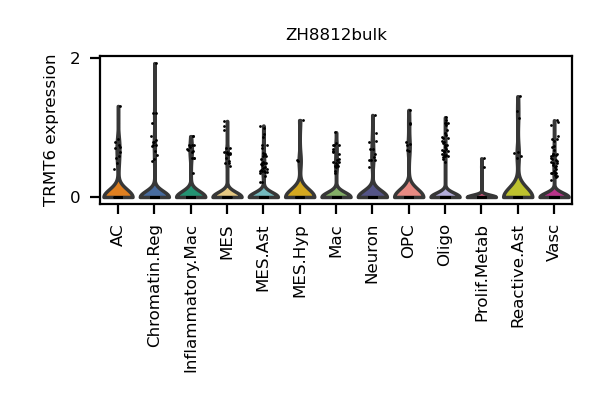 ZH8812bulk
TRMT6 expression
2
0
AC
Chromatin.Reg
Inflammatory.Mac
MES
MES.Ast
MES.Hyp
Mac
Neuron
OPC
Oligo
Prolif.Metab
Reactive.Ast
Vasc